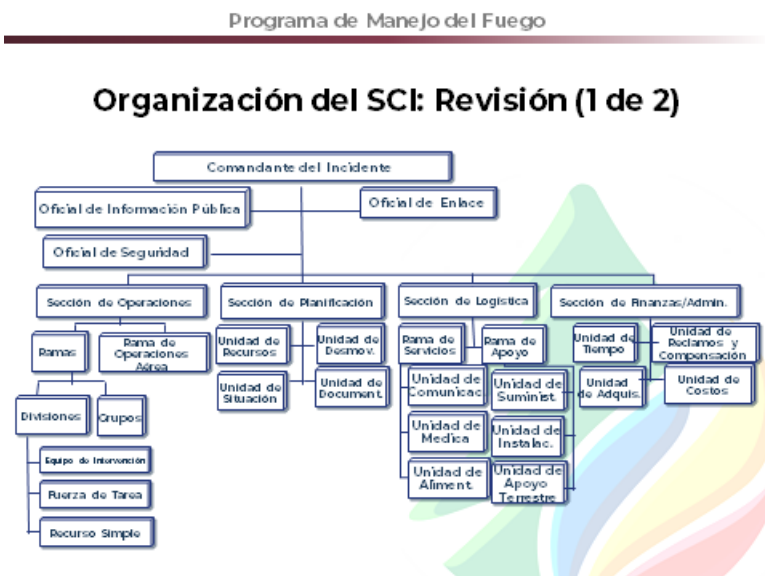 Programa de Manejo del Fuego
Organización del SCI: Revisión (1 de 2)
Comandante del Incidente
Oficial de Información Pública
Oficial de Enlace
Oficial de Seguridad
Sección de Operaciones
Sección de Planificación
Sección de Logística
Sección de Finanzas/Admin.
Ramas
Rama de
Operaciones
Aérea
Unidad de
Recursos
Unidad de
Desmov.
Rama de
Servicios
Rama de
Apoyo
Unidad de
Tiempo
Unidad de
Reclamos y
Compensación
Unidad de
Situación
Unidad de
Document.
Unidad de
Comunicac.
Unidad de
Suminist.
Unidad
de Adquis.
Unidad de
Costos
Divisiones
Grupos
Unidad de
Medica
Unidad de
Instalac.
Equipo de Intervención
Unidad de
Aliment.
Unidad de
Apoyo
Terrestre
Fuerza de Tarea
Recurso Simple